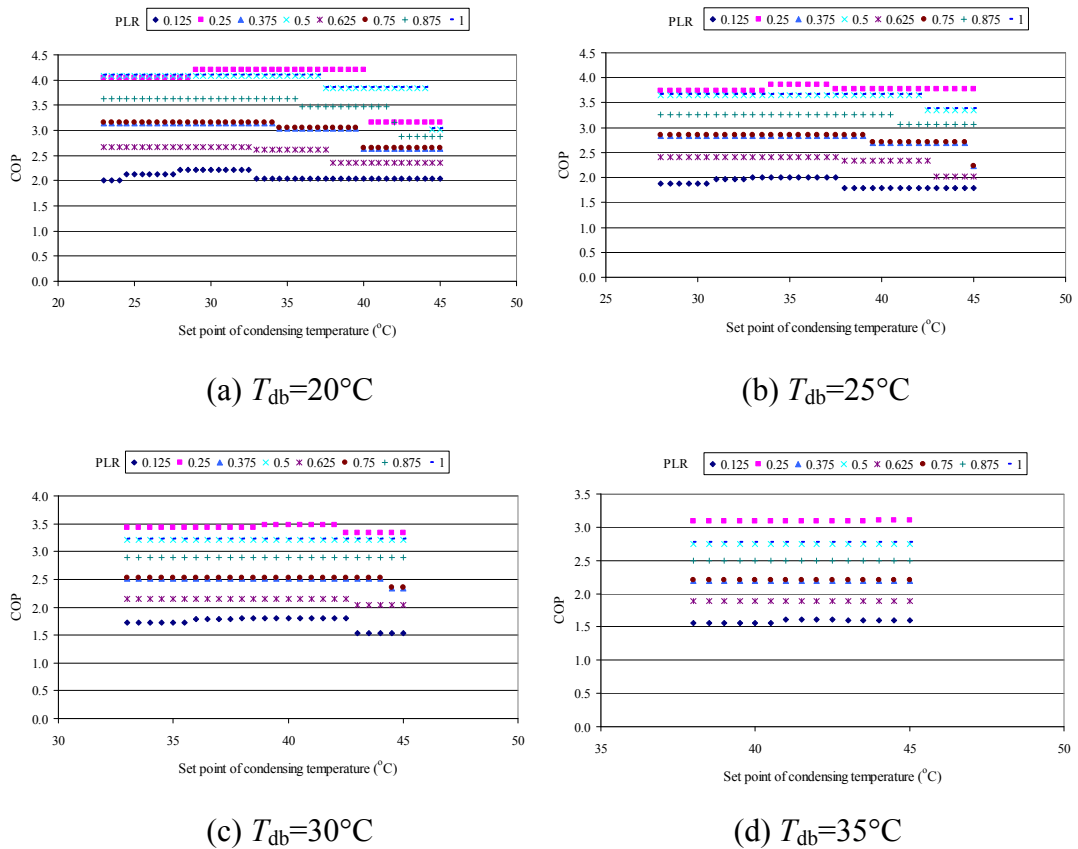 PLR 0.125 0.25 0.375 0.5 0.625 0.75 0.875 1
4.5
4.0
3.5
3.0
2.5
2.0
1.5
1.0
0.5
0.0
COP
20 25 30 35 40 45 50
Set point of condensing temperature (°C)
(a) Tdb=20°C
PLR 0.125 0.25 0.375 0.5 0.625 0.75 0.875 1
4.5
4.0
3.5
3.0
2.5
2.0
1.5
1.0
0.5
0.0
COP
25 30 35 40 45 50
Set point of condensing temperature (°C)
(b) Tdb=25°C
PLR 0.125 0.25 0.375 0.5 0.625 0.75 0.875 1
4.0
3.5
3.0
2.5
2.0
1.5
1.0
0.5
0.0
COP
30 35 40 45 50
Set point of condensing temperature (°C)
(c) Tdb=30°C
PLR 0.125 0.25 0.375 0.5 0.625 0.75 0.875 1
3.5
3.0
2.5
2.0
1.5
1.0
0.5
0.0
COP
35 40 45 50
Set point of condensing temperature (°C)
(d) Tdb=35°C